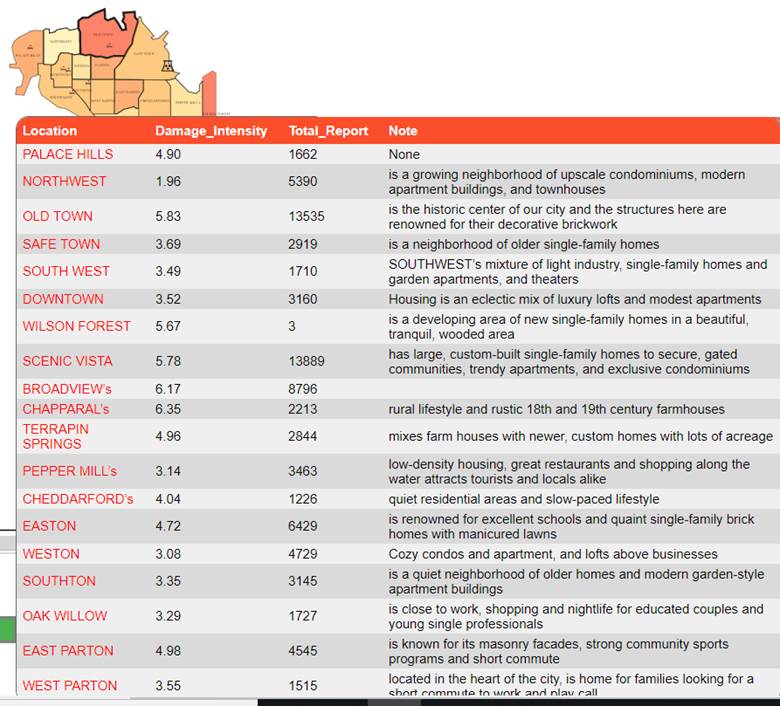 Location Damage_Intensity Total_Report Note
PALACE HILLS 4.90 1662 None
NORTHWEST 1.96 5390 is a growing neighborhood of upscale condominiums, modern
apartment buildings, and townhouses
OLD TOWN 5.83 13535 is the historic center of our city and the structures here are
renowned for their decorative brickwork
SAFE TOWN 3.69 2919 is a neighborhood of older single-family homes
SOUTH WEST 3.49 1710 SOUTHWEST's mixture of light industry, single-family homes and
garden apartments, and theaters
DOWNTOWN 3.52 3160 Housing is an eclectic mix of luxury lofts and modest apartments
WILSON FOREST 5.67 3 is a developing area of new single-family homes in a beautiful,
tranquil, wooded area
SCENIC VISTA 5.78 13889 has large, custom-built single-family homes to secure, gated
communities, trendy apartments, and exclusive condominiums
BROADVIEW's 6.17 8796
CHAPPARAL's 6.35 2213 rural lifestyle and rustic 18th and 19th century farmhouses
TERRAPIN
SPRINGS 4.96 2844 mixes farm houses with newer, custom homes with lots of acreage
PEPPER MILL's 3.14 3463 low-density housing, great restaurants and shopping along the
water attracts tourists and locals alike
CHEDDARFORD's 4.04 1226 quiet residential areas and slow-paced lifestyle
EASTON 4.72 6429 is renowned for excellent schools and quaint single-family brick
homes with manicured lawns
WESTON 3.08 4729 Cozy condos and apartment, and lofts above businesses
SOUTHTON 3.35 3145 is a quiet neighborhood of older homes and modern garden-style
apartment buildings
OAK WILLOW 3.29 1727 is close to work, shopping and nightlife for educated couples and
young single professionals
EAST PARTON 4.98 4545 is known for its masonry facades, strong community sports
programs and short commute
WEST PARTON 3.55 1515 located in the heart of the city, is home for families looking for a
short commute to work and play call